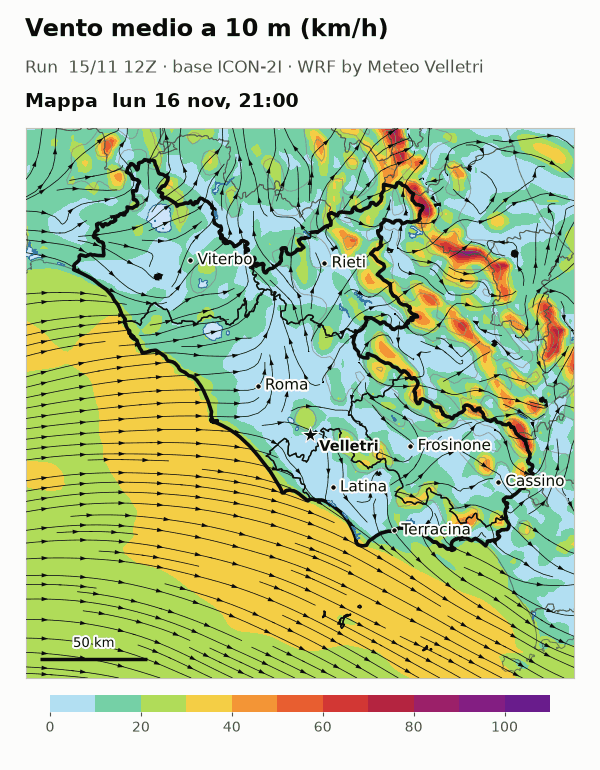 Vento medio a 10 m (km/h)
Run  15/11 12Z · base ICON-2I · WRF by Meteo Velletri
Mappa  lun 16 nov, 21:00
Viterbo
Rieti
Roma
Velletri
Frosinone
Cassino
Latina
Terracina
50 km
0 20 40 60 80 100